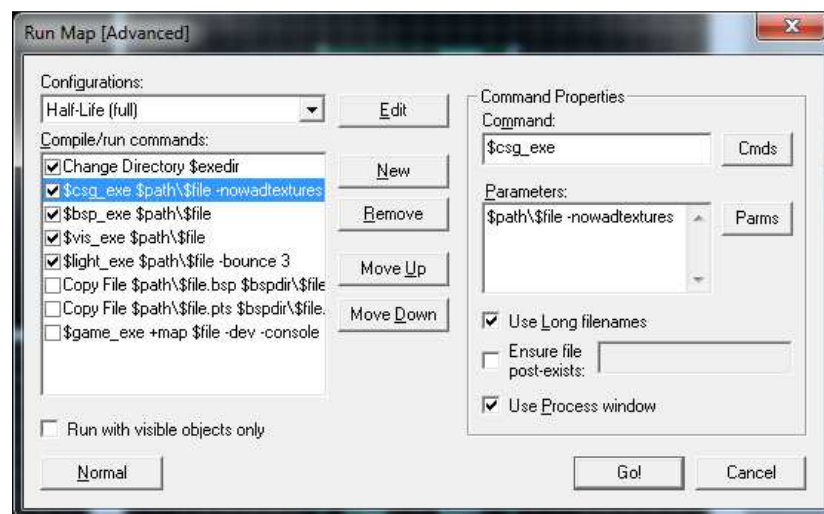 Run Map [Advanced]
Configurations:
Half-Life (full)
Edit
Compile/run commands:
Change Directory $exedir
$csg_exe $path\$file -nowadtextures
$bsp_exe $path\$file
$vis_exe $path\$file
$light_exe $path\$file -bounce 3
Copy File $path\$file.bsp $bspdir\$file
Copy File $path\$file.pts $bspdir\$file.
$game_exe +map $file -dev -console
New
Remove
Move Up
Move Down
Run with visible objects only
Normal
Command Properties
Command:
$csg_exe
Cmds
Parameters:
$path\$file -nowadtextures
Parms
Use Long filenames
Ensure file
post-exists:
Use Process window
Go!
Cancel